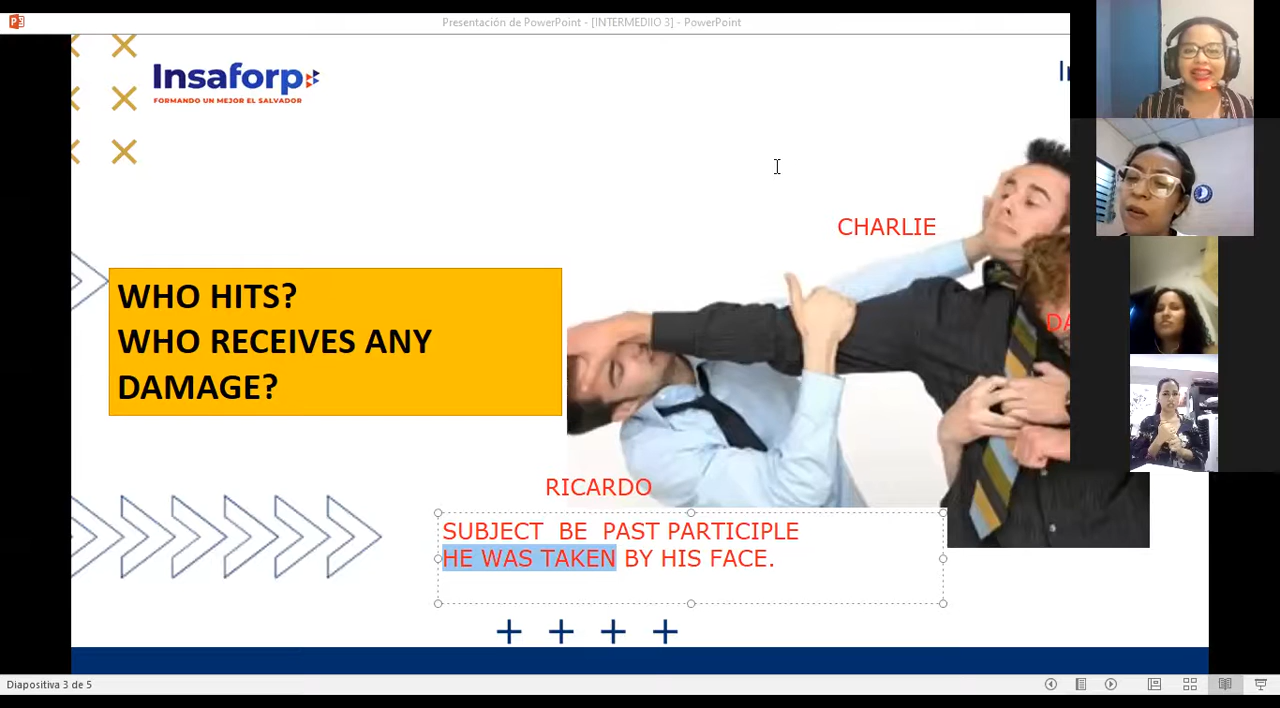 Presentación de PowerPoint - [INTERMEDIIO 3] - PowerPoint
Insaforp
FORMANDO UN MEJOR EL SALVADOR
CHARLIE
WHO HITS?
WHO RECEIVES ANY
DAMAGE?
RICARDO
SUBJECT BE PAST PARTICIPLE
HE WAS TAKEN BY HIS FACE.
Diapositiva 3 de 5